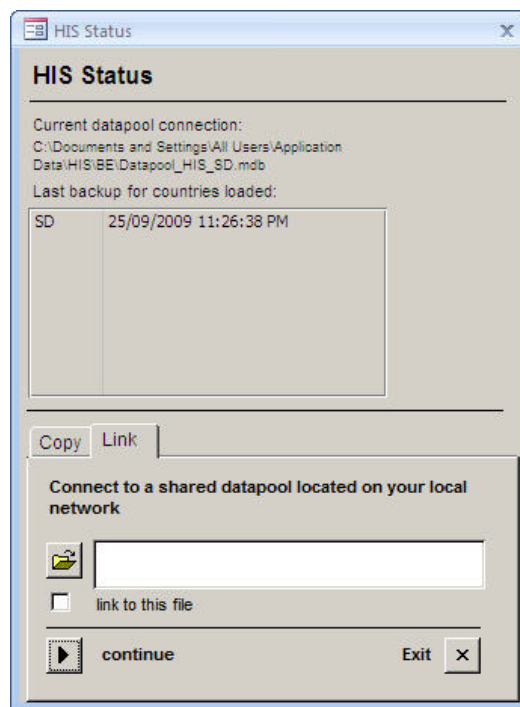 HIS Status
HIS Status
Current datapool connection:
C:\Documents and Settings\All Users\Application
Data\HIS\BE\Datapool_HIS_SD.mdb
Last backup for countries loaded:
SD 25/09/2009 11:26:38 PM
Copy Link
Connect to a shared datapool located on your local
network
link to this file
continue Exit